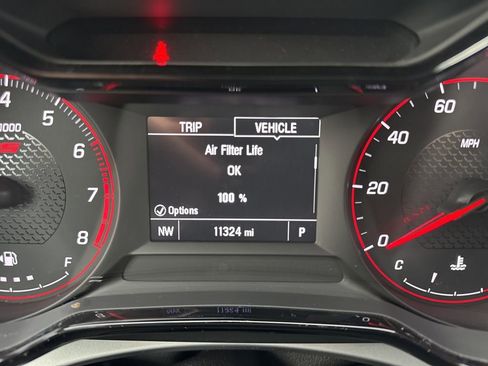 TRIP VEHICLE
Air Filter Life
OK
100 %
Options
NW 11324 mi P
4
1000
5
6
7
8
F
60
40
MPH
20
0
C